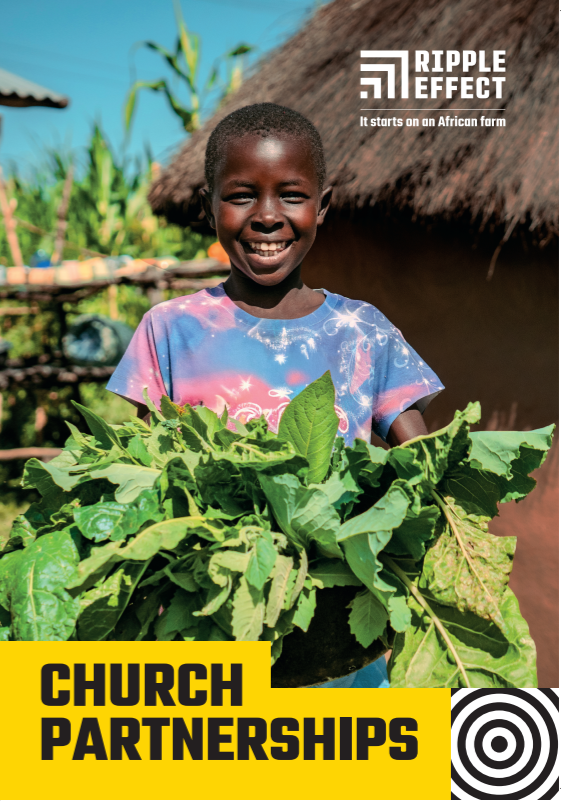 RIPPLE
EFFECT
It starts on an African farm
CHURCH
PARTNERSHIPS